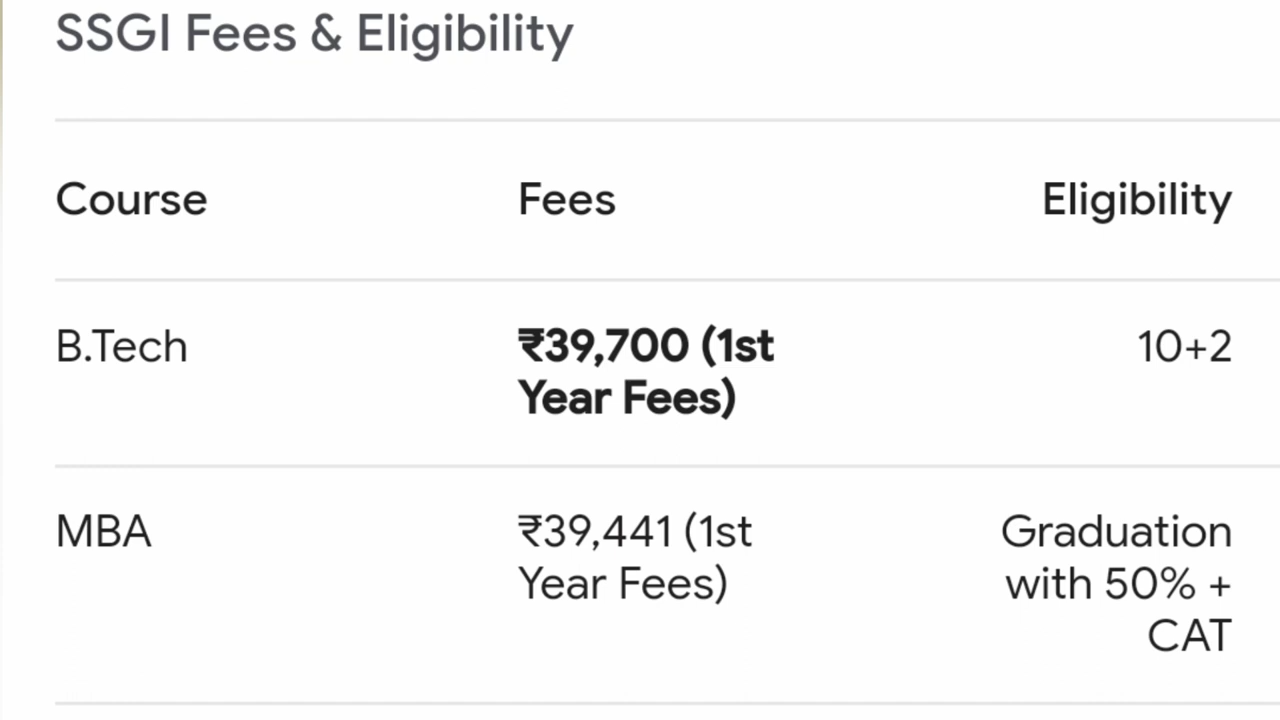 SSGI Fees & Eligibility
Course Fees Eligibility
B.Tech ₹39,700 (1st 10+2
Year Fees)
MBA ₹39,441 (1st Graduation
Year Fees) with 50% +
CAT